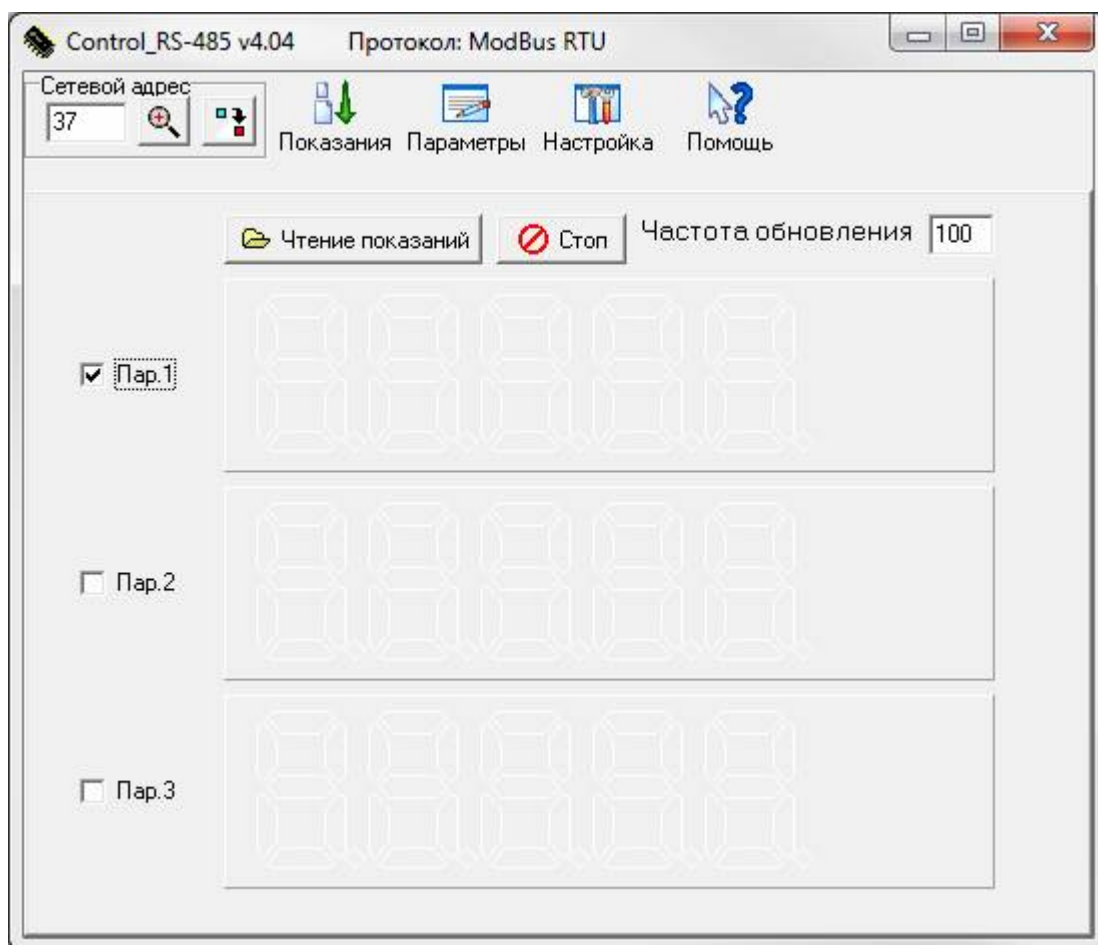 Control_RS-485 v4.04 Протокол: ModBus RTU
Сетевой адрес
37
Показания Параметры Настройка Помощь
Чтение показаний Стоп Частота обновления 100
Пар.1
Пар.2
Пар.3